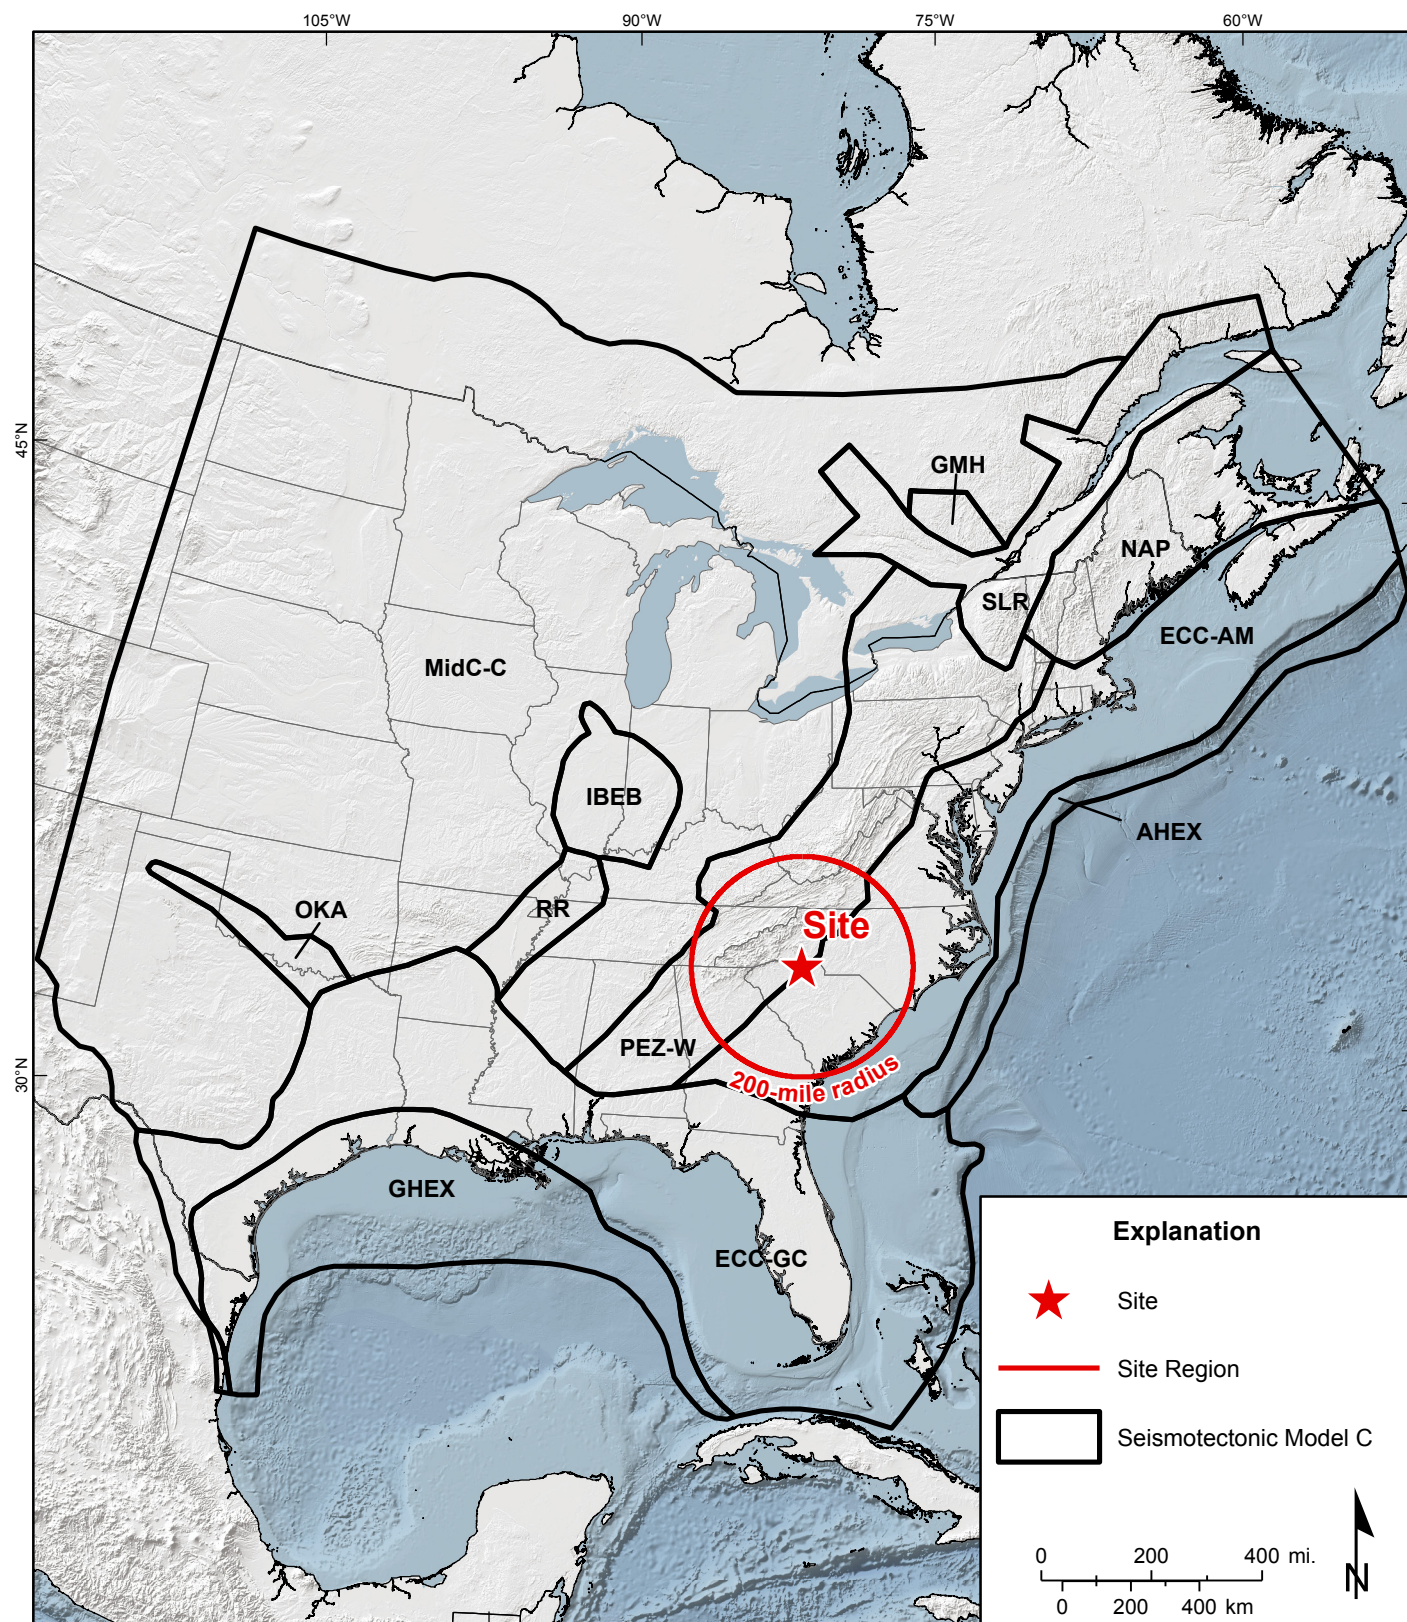 105°W
90°W
75°W
60°W
45°N
30°N
GMH
NAP
SLR
ECC-AM
MidC-C
IBEB
AHEX
OKA
RR
Site
PEZ-W
200-mile radius
GHEX
ECC-GC
Explanation
Site
Site Region
Seismotectonic Model C
0 200 400 mi.
0 200 400 km
N